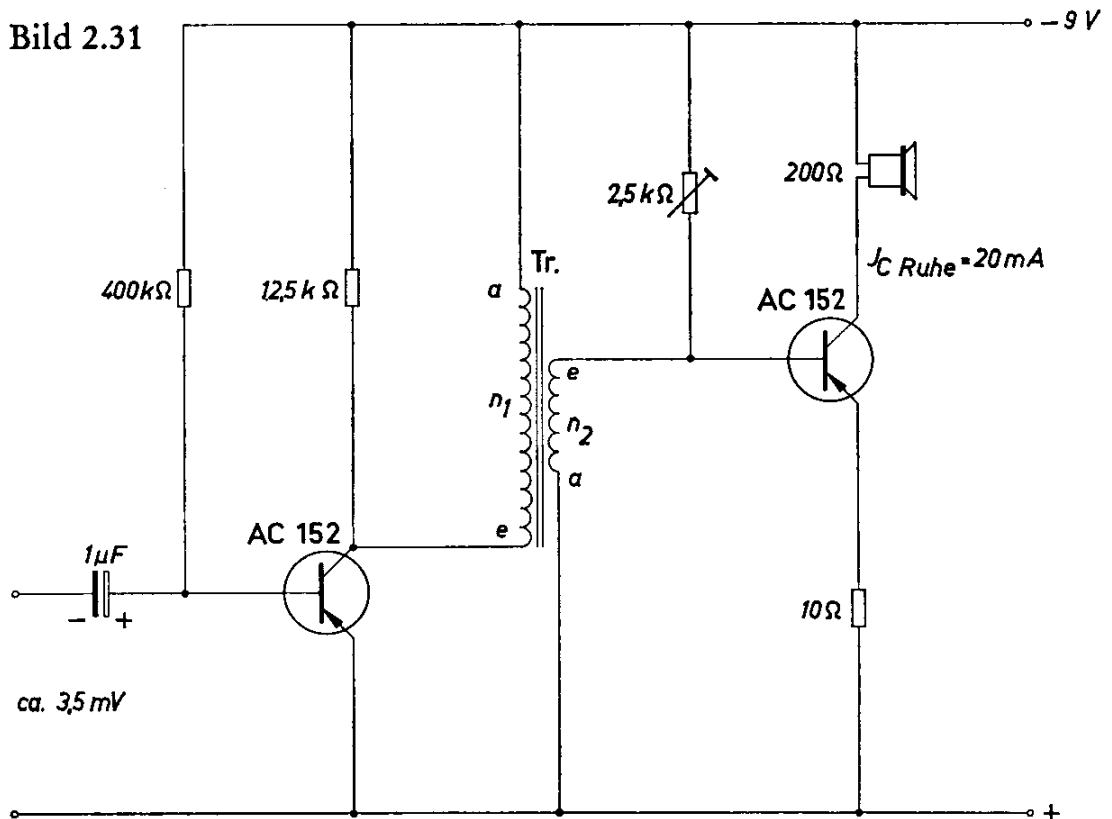 Bild 2.31
– 9 V
400kΩ
12,5 k Ω
a
Tr.
n1
e
e
n2
a
2,5 kΩ
200Ω
JC Ruhe = 20 mA
AC 152
AC 152
1µF
– +
10Ω
ca. 3,5 mV
+